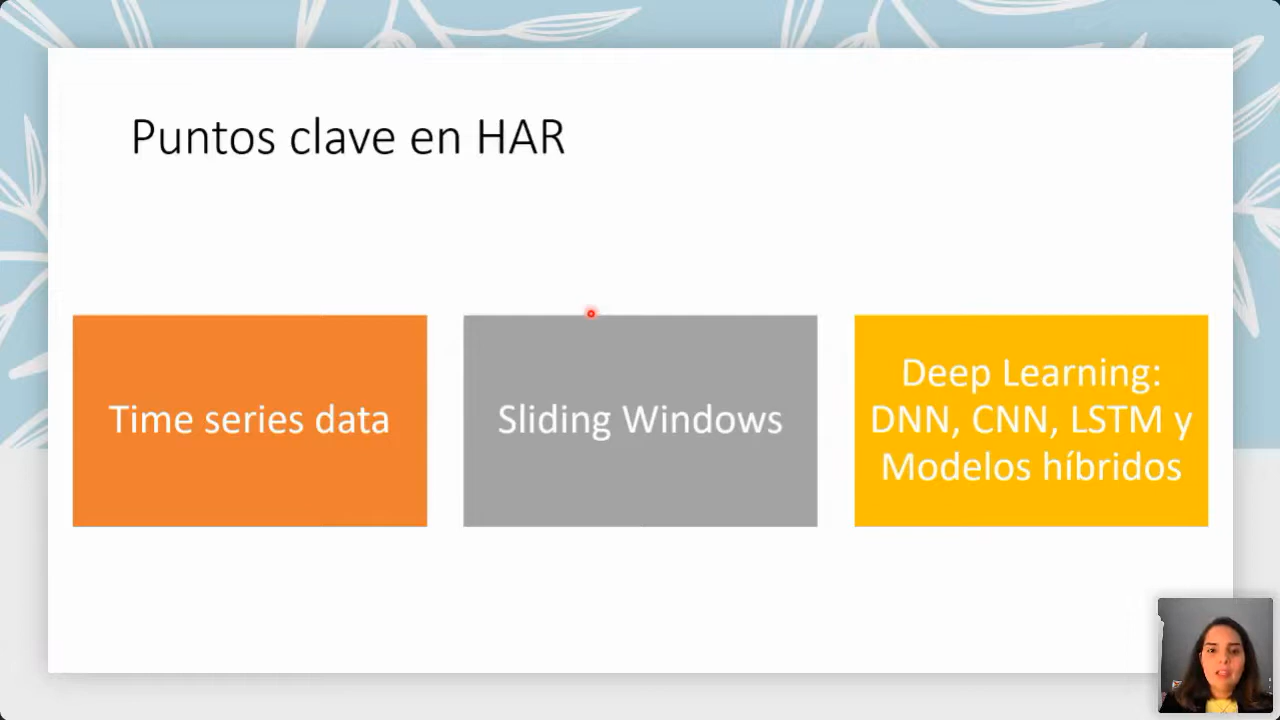 Puntos clave en HAR
Time series data
Sliding Windows
Deep Learning:
DNN, CNN, LSTM y
Modelos híbridos